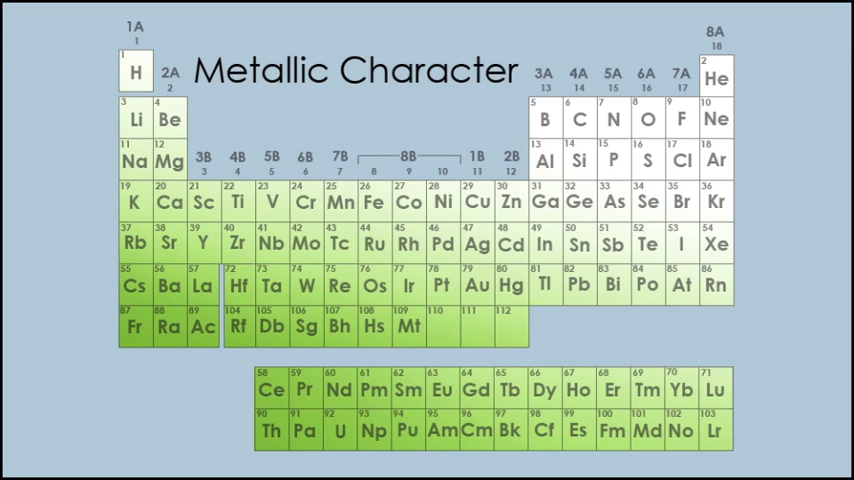 1A 8A
1 18
1 2
H 2A Metallic Character 3A 4A 5A 6A 7A He
2 13 14 15 16 17
3 4 5 6 7 8 9 10
Li Be B C N O F Ne
11 12 13 14 15 16 17 18
Na Mg 3B 4B 5B 6B 7B 8B 1B 2B Al Si P S Cl Ar
3 4 5 6 7 8 9 10 11 12
19 20 21 22 23 24 25 26 27 28 29 30 31 32 33 34 35 36
K Ca Sc Ti V Cr Mn Fe Co Ni Cu Zn Ga Ge As Se Br Kr
37 38 39 40 41 42 43 44 45 46 47 48 49 50 51 52 53 54
Rb Sr Y Zr Nb Mo Tc Ru Rh Pd Ag Cd In Sn Sb Te I Xe
55 56 57 72 73 74 75 76 77 78 79 80 81 82 83 84 85 86
Cs Ba La Hf Ta W Re Os Ir Pt Au Hg Tl Pb Bi Po At Rn
87 88 89 104 105 106 107 108 109 110 111 112
Fr Ra Ac Rf Db Sg Bh Hs Mt
58 59 60 61 62 63 64 65 66 67 68 69 70 71
Ce Pr Nd Pm Sm Eu Gd Tb Dy Ho Er Tm Yb Lu
90 91 92 93 94 95 96 97 98 99 100 101 102 103
Th Pa U Np Pu Am Cm Bk Cf Es Fm Md No Lr